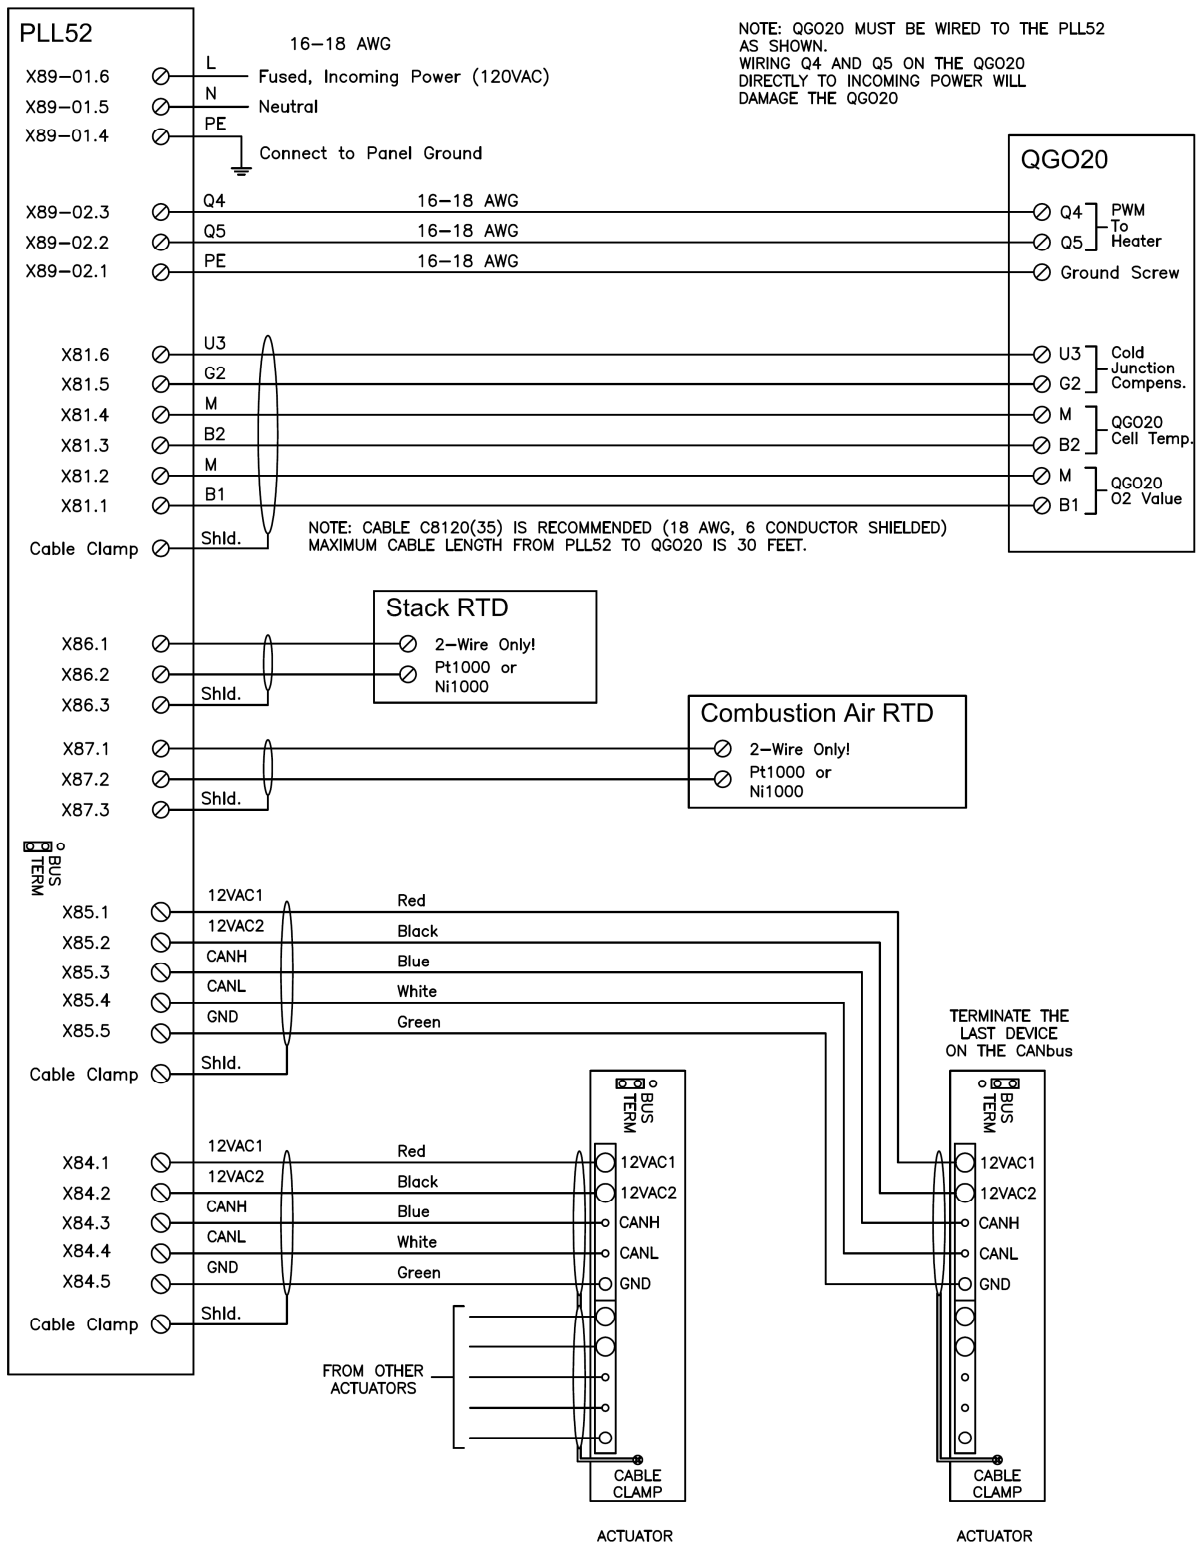 PLL52
16-18 AWG
X89-01.6 L Fused, Incoming Power (120VAC)
X89-01.5 N Neutral
X89-01.4 PE
Connect to Panel Ground
NOTE: QGO20 MUST BE WIRED TO THE PLL52
AS SHOWN.
WIRING Q4 AND Q5 ON THE QGO20
DIRECTLY TO INCOMING POWER WILL
DAMAGE THE QGO20
QGO20
X89-02.3 Q4 16-18 AWG Q4
X89-02.2 Q5 16-18 AWG Q5
PWM
To
Heater
X89-02.1 PE 16-18 AWG Ground Screw
X81.6 U3 U3
X81.5 G2 G2
Cold
Junction
Compens.
X81.4 M M
X81.3 B2 B2
QGO20
Cell Temp.
X81.2 M M
X81.1 B1 B1
QGO20
O2 Value
Cable Clamp Shld.
NOTE: CABLE C8120(35) IS RECOMMENDED (18 AWG, 6 CONDUCTOR SHIELDED)
MAXIMUM CABLE LENGTH FROM PLL52 TO QGO20 IS 30 FEET.
Stack RTD
X86.1 2-Wire Only!
X86.2 Pt1000 or
Ni1000
X86.3 Shld.
Combustion Air RTD
X87.1 2-Wire Only!
X87.2 Pt1000 or
Ni1000
X87.3 Shld.
BUS
TERM
X85.1 12VAC1 Red
X85.2 12VAC2 Black
X85.3 CANH Blue
X85.4 CANL White
X85.5 GND Green
Cable Clamp Shld.
TERMINATE THE
LAST DEVICE
ON THE CANbus
BUS
TERM
BUS
TERM
X84.1 12VAC1 Red 12VAC1 12VAC1
X84.2 12VAC2 Black 12VAC2 12VAC2
X84.3 CANH Blue CANH CANH
X84.4 CANL White CANL CANL
X84.5 GND Green GND GND
Cable Clamp Shld.
FROM OTHER
ACTUATORS
CABLE
CLAMP
CABLE
CLAMP
ACTUATOR
ACTUATOR